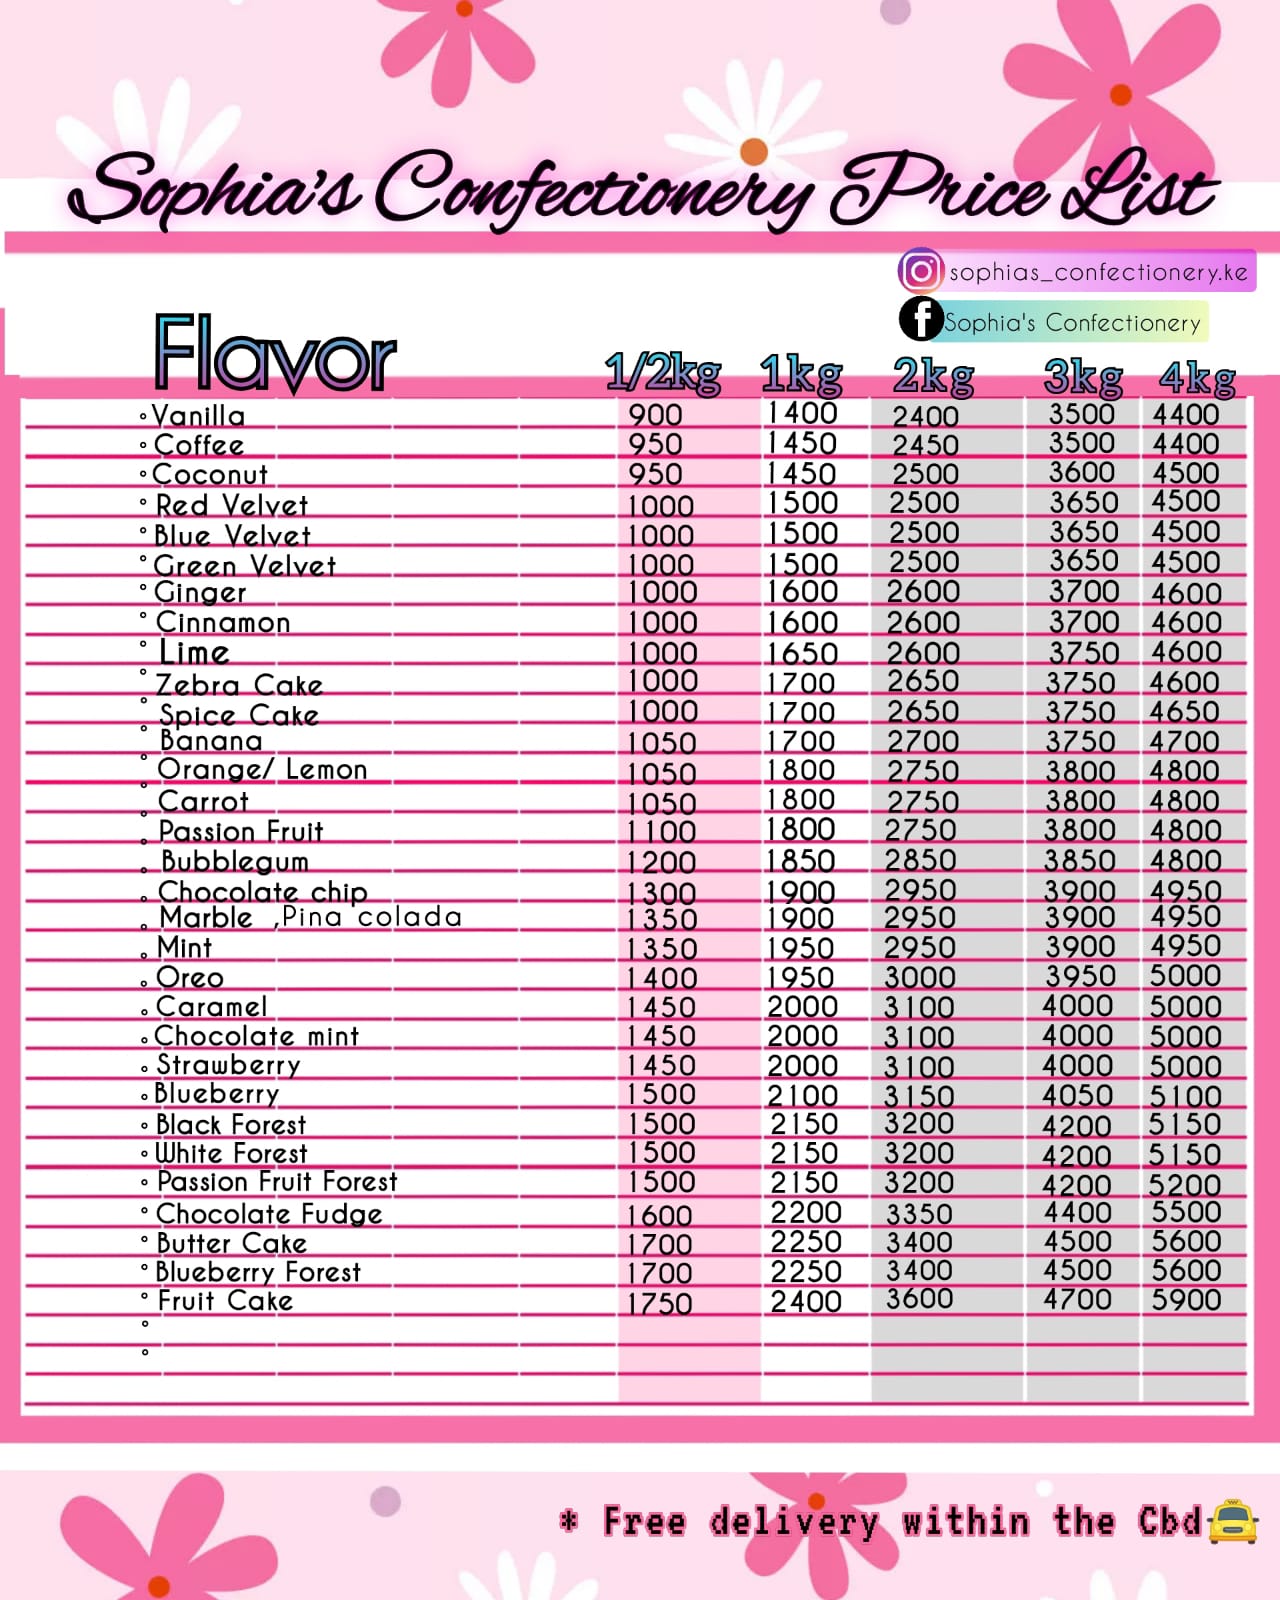 Sophia's Confectionery Price List
sophias_confectionery.ke
Sophia's Confectionery
Flavor 1/2kg 1kg 2kg 3kg 4kg
Vanilla 900 1400 2400 3500 4400
Coffee 950 1450 2450 3500 4400
Coconut 950 1450 2500 3600 4500
Red Velvet 1000 1500 2500 3650 4500
Blue Velvet 1000 1500 2500 3650 4500
Green Velvet 1000 1500 2500 3650 4500
Ginger 1000 1600 2600 3700 4600
Cinnamon 1000 1600 2600 3700 4600
Lime 1000 1650 2600 3750 4600
Zebra Cake 1000 1700 2650 3750 4600
Spice Cake 1000 1700 2650 3750 4650
Banana 1050 1700 2700 3750 4700
Orange/ Lemon 1050 1800 2750 3800 4800
Carrot 1050 1800 2750 3800 4800
Passion Fruit 1100 1800 2750 3800 4800
Bubblegum 1200 1850 2850 3850 4800
Chocolate chip 1300 1900 2950 3900 4950
Marble ,Pina colada 1350 1900 2950 3900 4950
Mint 1350 1950 2950 3900 4950
Oreo 1400 1950 3000 3950 5000
Caramel 1450 2000 3100 4000 5000
Chocolate mint 1450 2000 3100 4000 5000
Strawberry 1450 2000 3100 4000 5000
Blueberry 1500 2100 3150 4050 5100
Black Forest 1500 2150 3200 4200 5150
White Forest 1500 2150 3200 4200 5150
Passion Fruit Forest 1500 2150 3200 4200 5200
Chocolate Fudge 1600 2200 3350 4400 5500
Butter Cake 1700 2250 3400 4500 5600
Blueberry Forest 1700 2250 3400 4500 5600
Fruit Cake 1750 2400 3600 4700 5900
* Free delivery within the Cbd